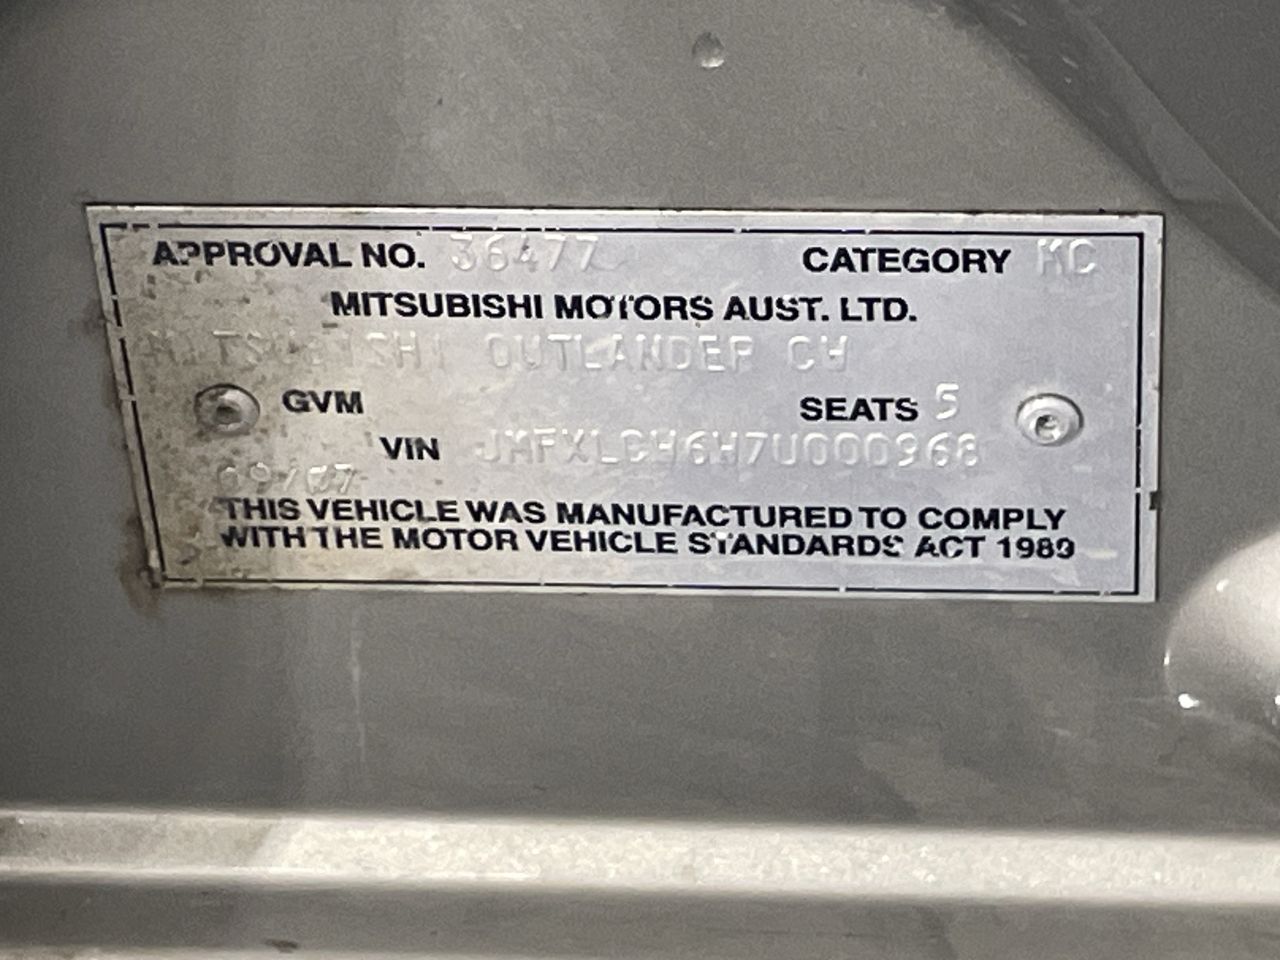 APPROVAL NO. 36477 CATEGORY MC
MITSUBISHI MOTORS AUST. LTD.
MITSUBISHI OUTLANDER CW
GVM SEATS 5
VIN JMFXLCW6W7U000968
09/07
THIS VEHICLE WAS MANUFACTURED TO COMPLY
WITH THE MOTOR VEHICLE STANDARDS ACT 1989